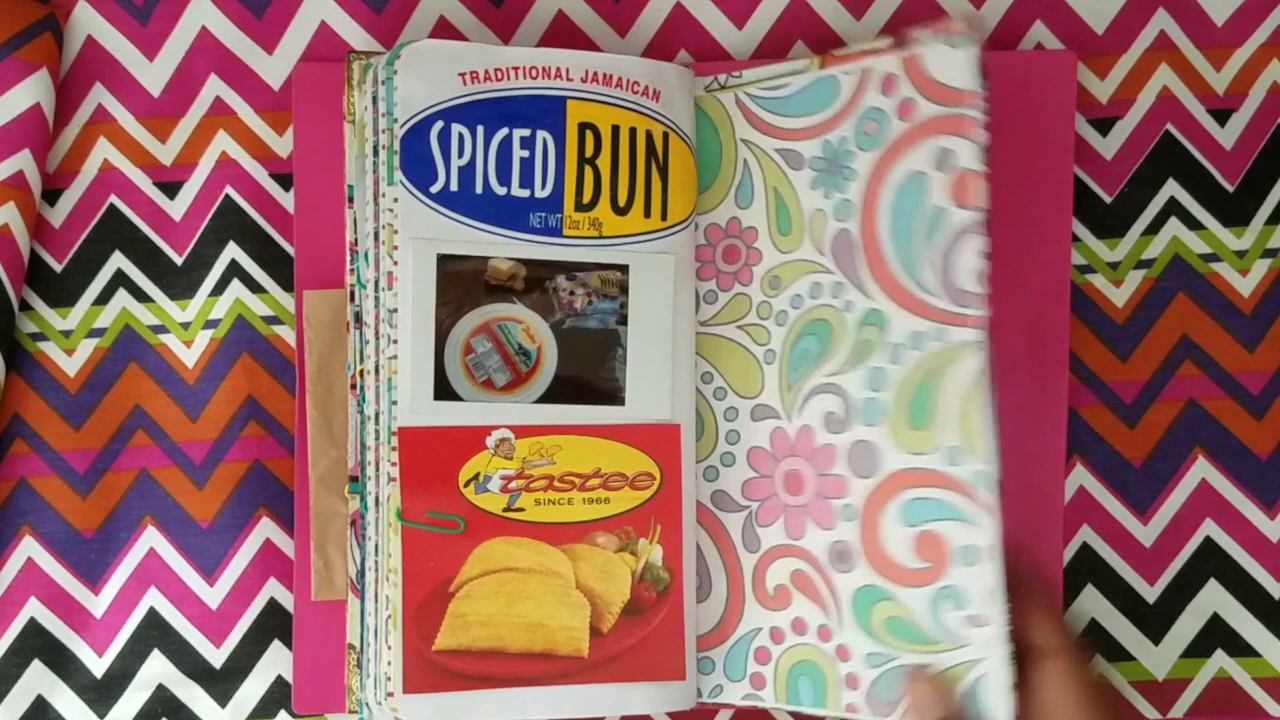 TRADITIONAL JAMAICAN
SPICED BUN
NET WT 12oz / 340g
tastee
SINCE 1966